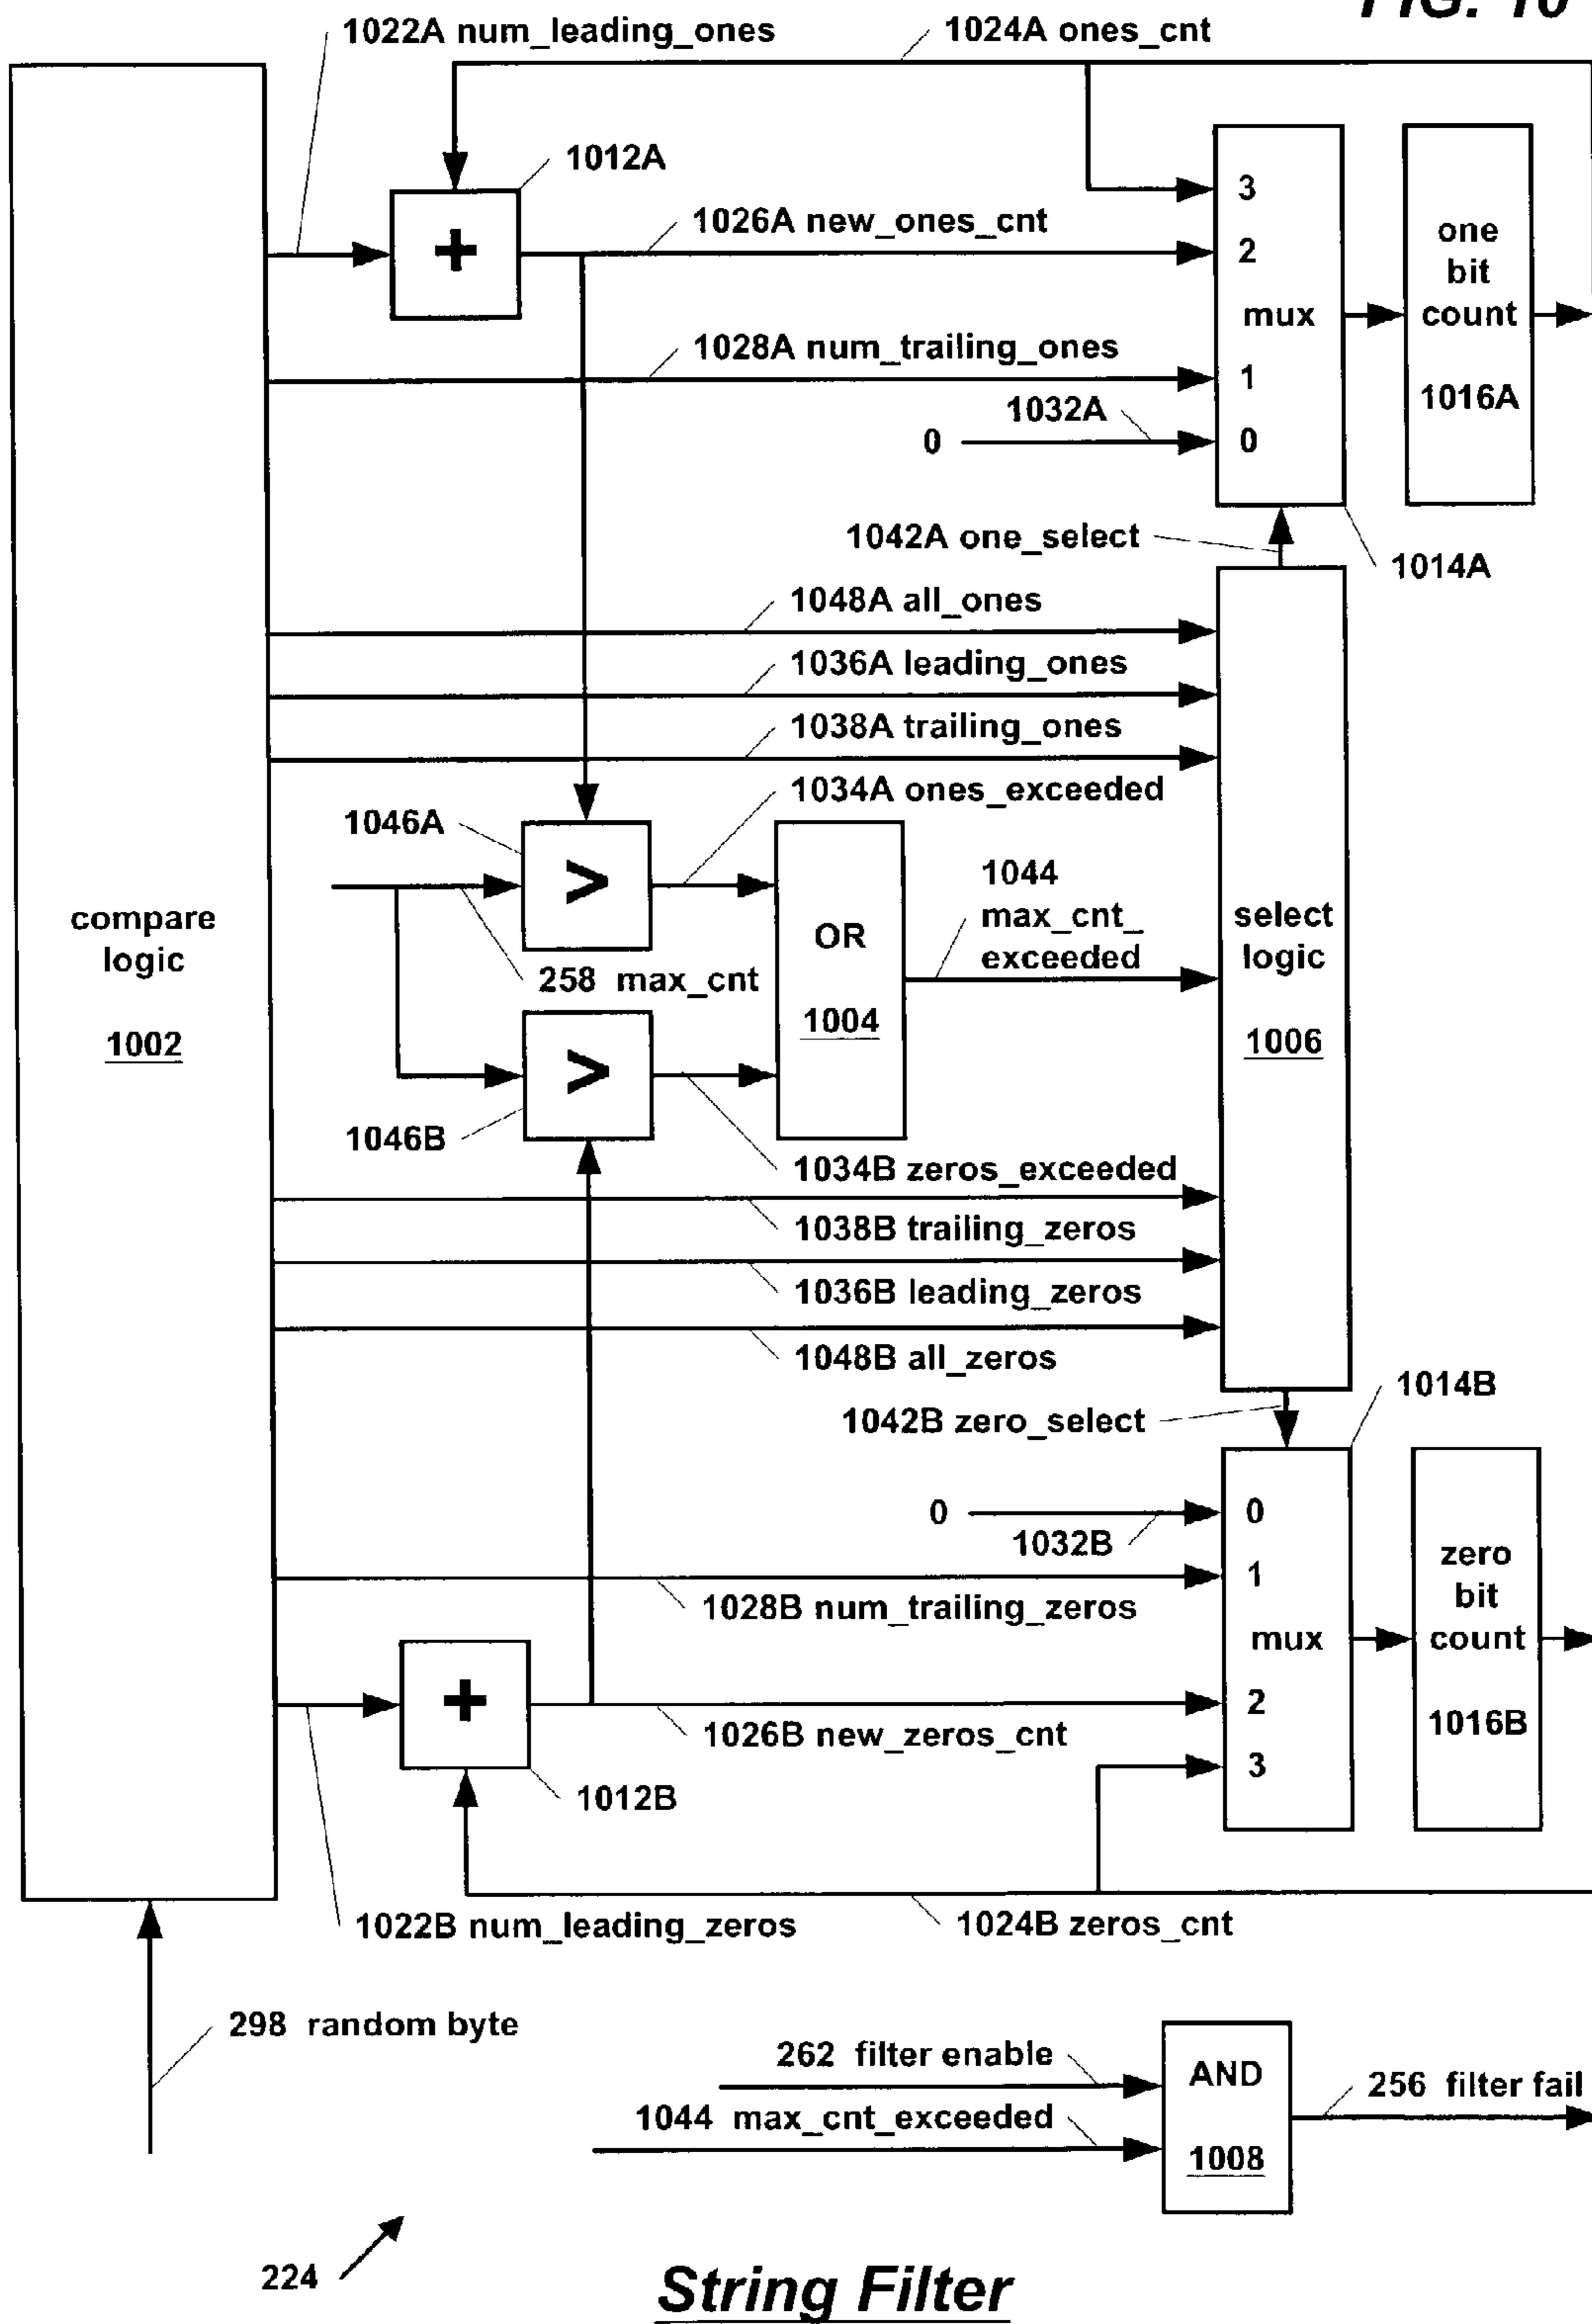 FIG. 10
1022A num_leading_ones
1024A ones_cnt
1012A
+
1026A new_ones_cnt
1028A num_trailing_ones
1032A
0
3
2
mux
1
0
one
bit
count
1016A
1042A one_select
1014A
1048A all_ones
1036A leading_ones
1038A trailing_ones
1034A ones_exceeded
1046A
>
258 max_cnt
OR
1004
1044
max_cnt_
exceeded
compare
logic
1002
select
logic
1006
>
1046B
1034B zeros_exceeded
1038B trailing_zeros
1036B leading_zeros
1048B all_zeros
1014B
1042B zero_select
0
1032B
0
1
mux
2
3
zero
bit
count
1016B
1028B num_trailing_zeros
+
1026B new_zeros_cnt
1012B
1022B num_leading_zeros
1024B zeros_cnt
298 random byte
262 filter enable
1044 max_cnt_exceeded
AND
1008
256 filter fail
224
String Filter